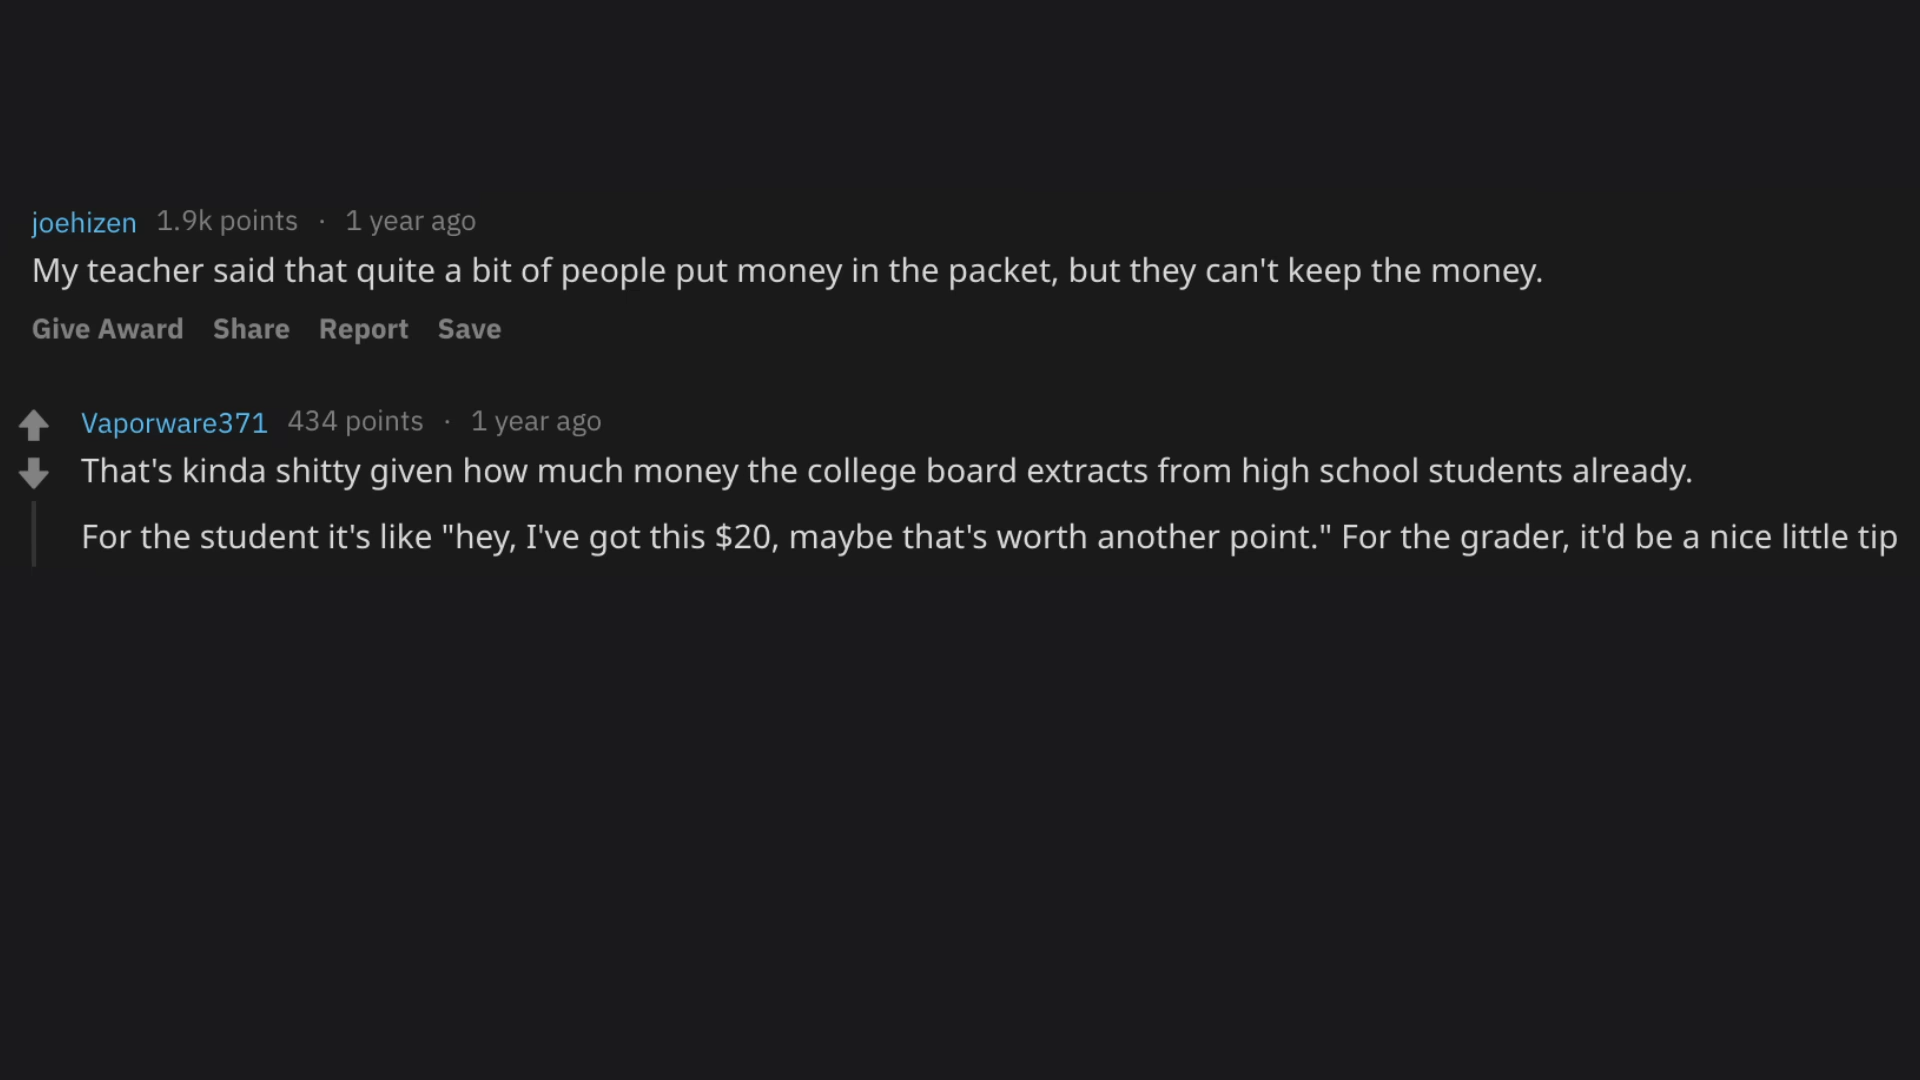 joehizen 1.9k points · 1 year ago
My teacher said that quite a bit of people put money in the packet, but they can't keep the money.
Give Award Share Report Save
Vaporware371 434 points · 1 year ago
That's kinda shitty given how much money the college board extracts from high school students already.
For the student it's like "hey, I've got this $20, maybe that's worth another point." For the grader, it'd be a nice little tip